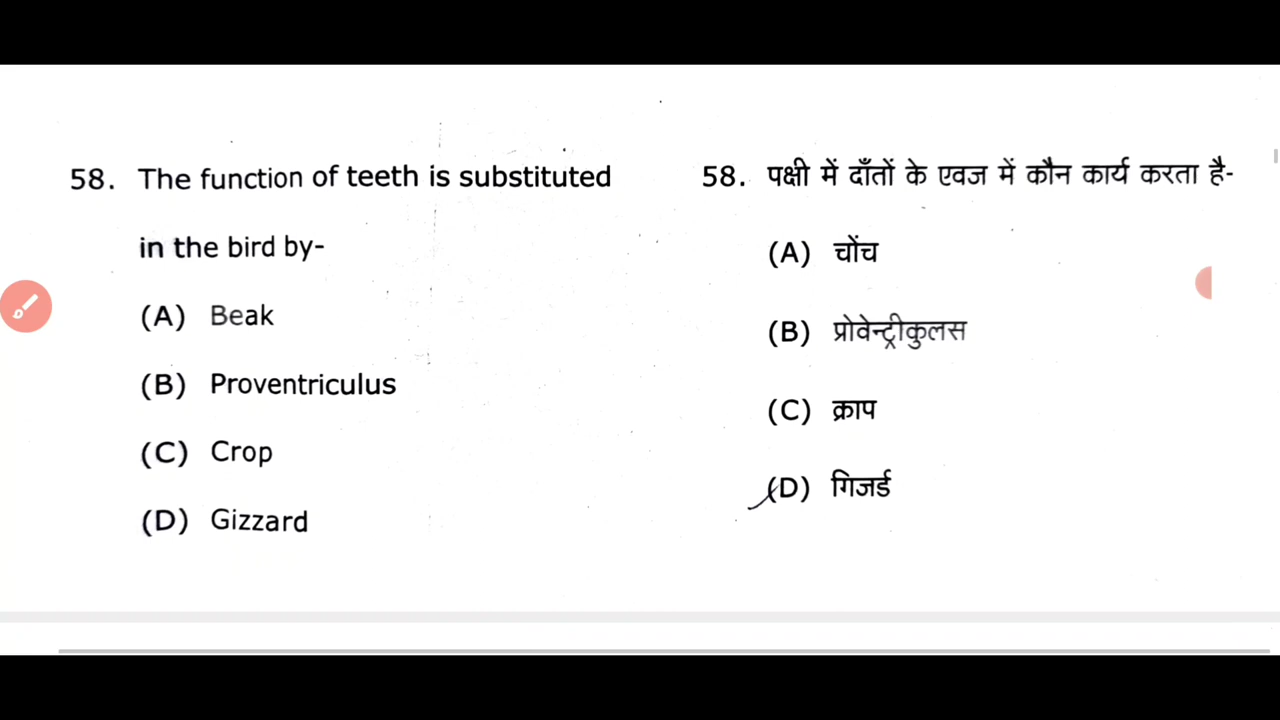 58. The function of teeth is substituted
in the bird by-
(A) Beak
(B) Proventriculus
(C) Crop
(D) Gizzard
58. पक्षी में दाँतों के एवज में कौन कार्य करता है-
(A) चोंच
(B) प्रोवेन्ट्रीकुलस
(C) क्राप
(D) गिजर्ड